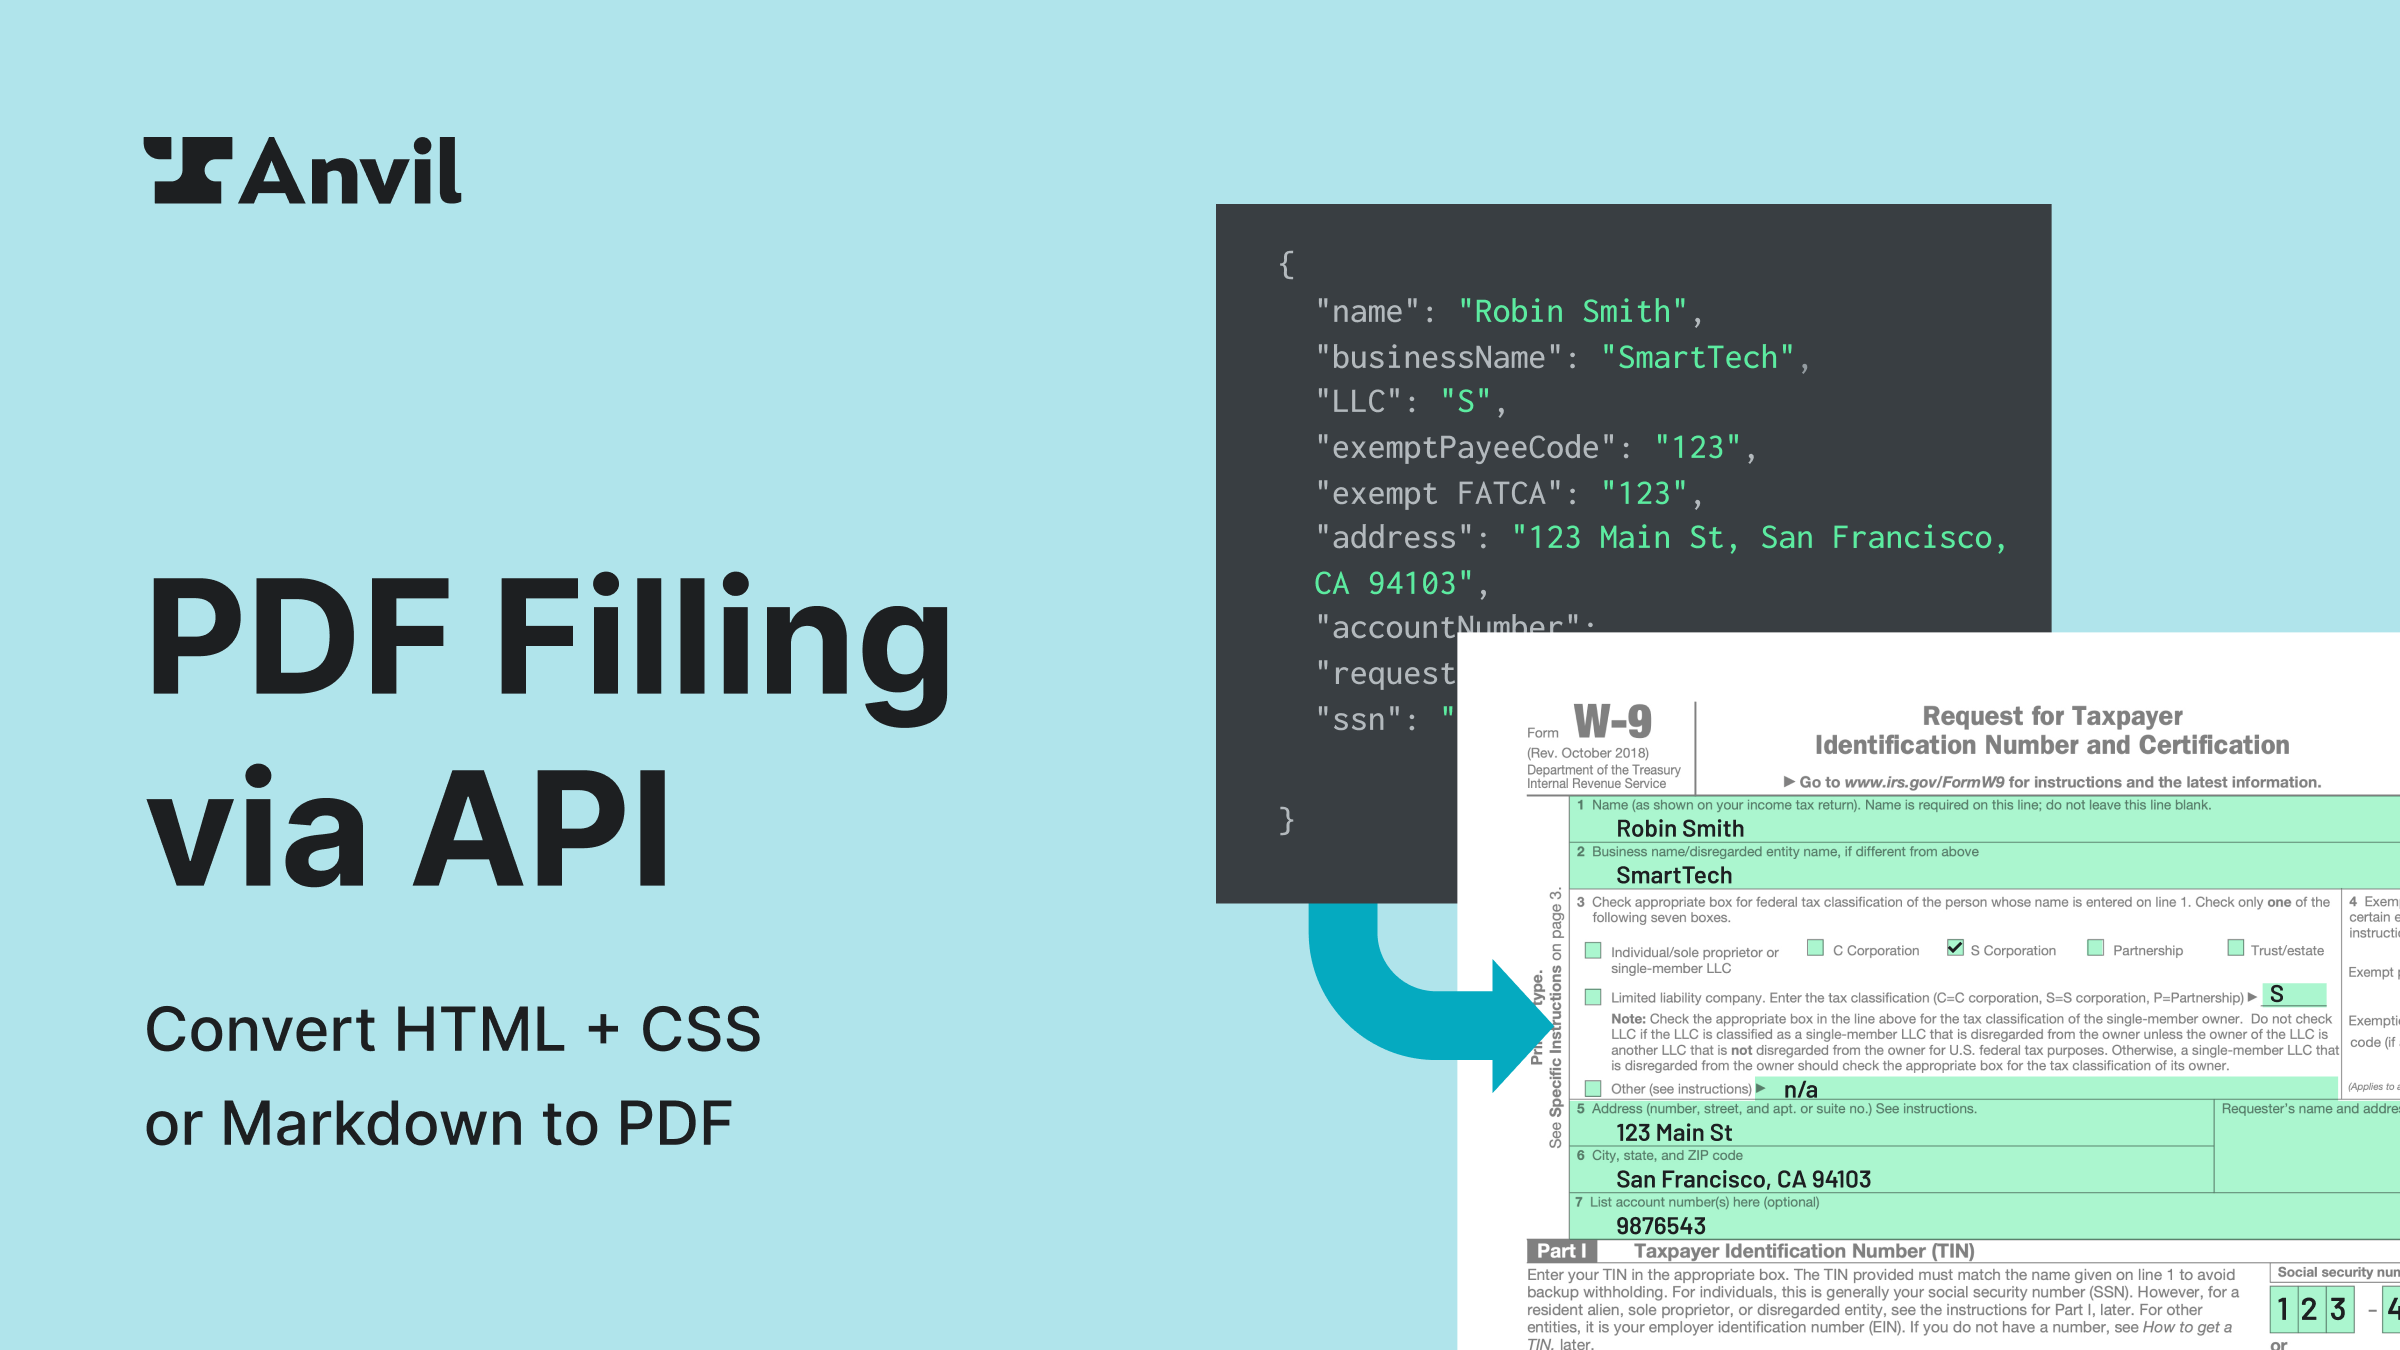 Anvil
PDF Filling
via API
Convert HTML + CSS
or Markdown to PDF
{
"name": "Robin Smith",
"businessName": "SmartTech",
"LLC": "S",
"exemptPayeeCode": "123",
"exempt FATCA": "123",
"address": "123 Main St, San Francisco,
CA 94103",
"accountNumber":
"request
"ssn": "
}
Form W-9
(Rev. October 2018)
Department of the Treasury
Internal Revenue Service
Request for Taxpayer
Identification Number and Certification
▶ Go to www.irs.gov/FormW9 for instructions and the latest information.
See Specific Instructions on page 3.
1 Name (as shown on your income tax return). Name is required on this line; do not leave this line blank.
Robin Smith
2 Business name/disregarded entity name, if different from above
SmartTech
3 Check appropriate box for federal tax classification of the person whose name is entered on line 1. Check only one of the
following seven boxes.
Individual/sole proprietor or
single-member LLC
C Corporation
S Corporation
Partnership
Trust/estate
Limited liability company. Enter the tax classification (C=C corporation, S=S corporation, P=Partnership) ▶ S
Note: Check the appropriate box in the line above for the tax classification of the single-member owner. Do not check
LLC if the LLC is classified as a single-member LLC that is disregarded from the owner unless the owner of the LLC is
another LLC that is not disregarded from the owner for U.S. federal tax purposes. Otherwise, a single-member LLC that
is disregarded from the owner should check the appropriate box for the tax classification of its owner.
Other (see instructions) ▶ n/a
4 Exem
certain e
instructi
Exempt
Exempti
code (if
(Applies to a
5 Address (number, street, and apt. or suite no.) See instructions.
123 Main St
Requester's name and addre
6 City, state, and ZIP code
San Francisco, CA 94103
7 List account number(s) here (optional)
9876543
Part I Taxpayer Identification Number (TIN)
Enter your TIN in the appropriate box. The TIN provided must match the name given on line 1 to avoid
backup withholding. For individuals, this is generally your social security number (SSN). However, for a
resident alien, sole proprietor, or disregarded entity, see the instructions for Part I, later. For other
entities, it is your employer identification number (EIN). If you do not have a number, see How to get a
TIN, later.
Social security num
1 2 3 - 4
or